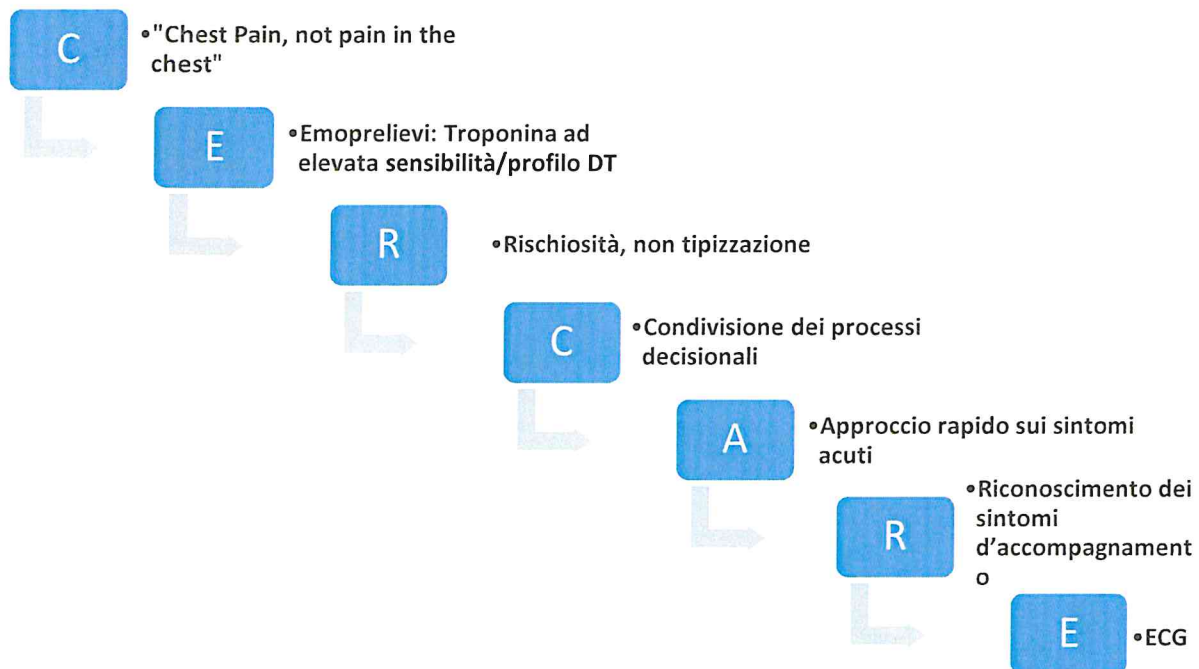 C
•"Chest Pain, not pain in the
chest"
E
•Emoprelievi: Troponina ad
elevata sensibilità/profilo DT
R
•Rischiosità, non tipizzazione
C
•Condivisione dei processi
decisionali
A
•Approccio rapido sui sintomi
acuti
R
•Riconoscimento dei
sintomi
d'accompagnament
o
E
•ECG